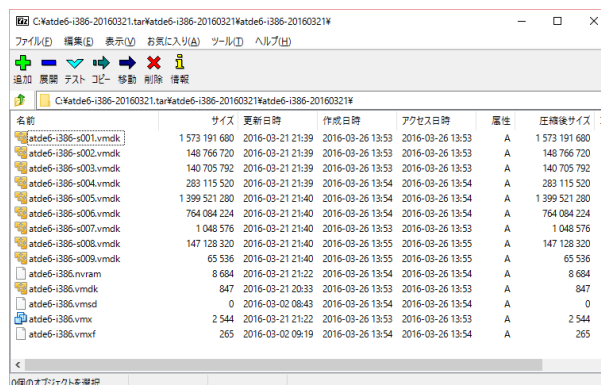 C:¥atde6-i386-20160321.tar¥atde6-i386-20160321¥atde6-i386-20160321¥
ファイル(F) 編集(E) 表示(V) お気に入り(A) ツール(T) ヘルプ(H)
追加 展開 テスト コピー 移動 削除 情報
C:¥atde6-i386-20160321.tar¥atde6-i386-20160321¥atde6-i386-20160321¥
名前 サイズ 更新日時 作成日時 アクセス日時 属性 圧縮後サイズ
atde6-i386-s001.vmdk 1 573 191 680 2016-03-21 21:39 2016-03-26 13:53 2016-03-26 13:53 A 1 573 191 680
atde6-i386-s002.vmdk 148 766 720 2016-03-21 21:39 2016-03-26 13:53 2016-03-26 13:53 A 148 766 720
atde6-i386-s003.vmdk 140 705 792 2016-03-21 21:39 2016-03-26 13:53 2016-03-26 13:53 A 140 705 792
atde6-i386-s004.vmdk 283 115 520 2016-03-21 21:39 2016-03-26 13:54 2016-03-26 13:54 A 283 115 520
atde6-i386-s005.vmdk 1 399 521 280 2016-03-21 21:40 2016-03-26 13:54 2016-03-26 13:54 A 1 399 521 280
atde6-i386-s006.vmdk 764 084 224 2016-03-21 21:40 2016-03-26 13:54 2016-03-26 13:54 A 764 084 224
atde6-i386-s007.vmdk 1 048 576 2016-03-21 21:40 2016-03-26 13:53 2016-03-26 13:53 A 1 048 576
atde6-i386-s008.vmdk 147 128 320 2016-03-21 21:40 2016-03-26 13:55 2016-03-26 13:55 A 147 128 320
atde6-i386-s009.vmdk 65 536 2016-03-21 21:40 2016-03-26 13:55 2016-03-26 13:55 A 65 536
atde6-i386.nvram 8 684 2016-03-21 21:22 2016-03-26 13:54 2016-03-26 13:54 A 8 684
atde6-i386.vmdk 847 2016-03-21 20:33 2016-03-26 13:53 2016-03-26 13:53 A 847
atde6-i386.vmsd 0 2016-03-02 08:43 2016-03-26 13:54 2016-03-26 13:54 A 0
atde6-i386.vmx 2 544 2016-03-21 21:22 2016-03-26 13:53 2016-03-26 13:53 A 2 544
atde6-i386.vmxf 265 2016-03-02 09:19 2016-03-26 13:54 2016-03-26 13:54 A 265
0個のオブジェクトを選択